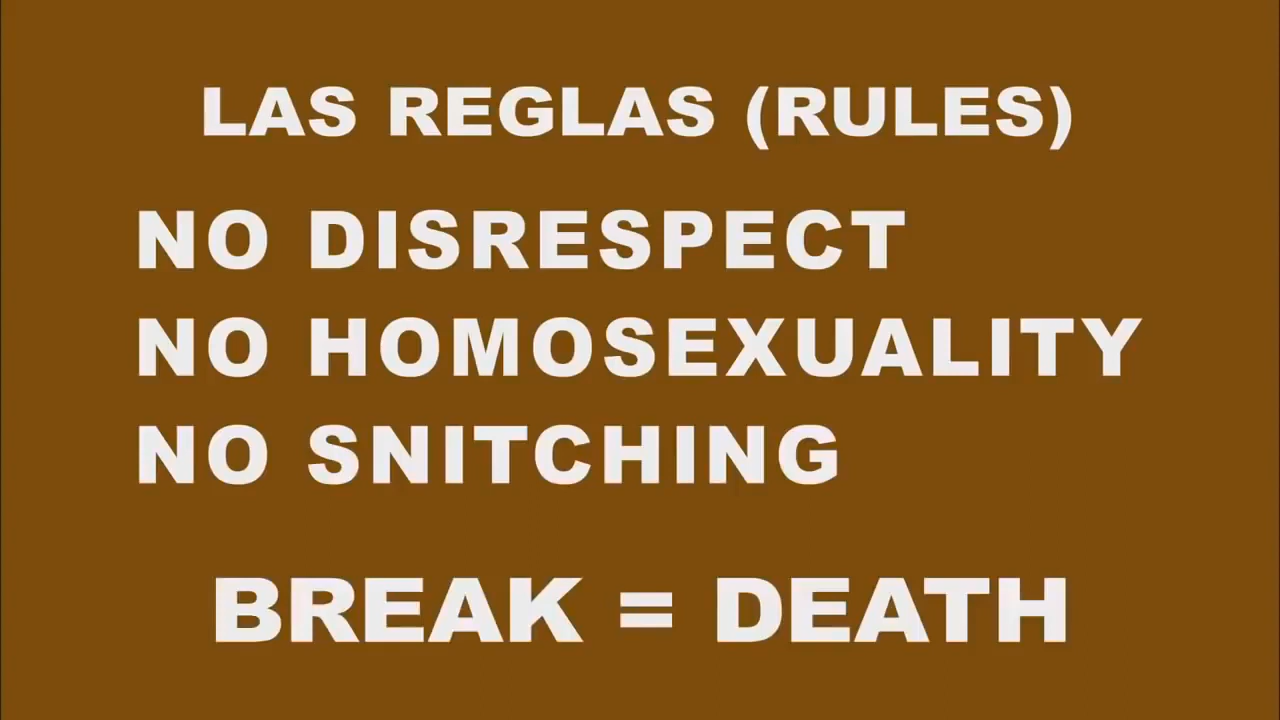 LAS REGLAS (RULES)
NO DISRESPECT
NO HOMOSEXUALITY
NO SNITCHING
BREAK = DEATH